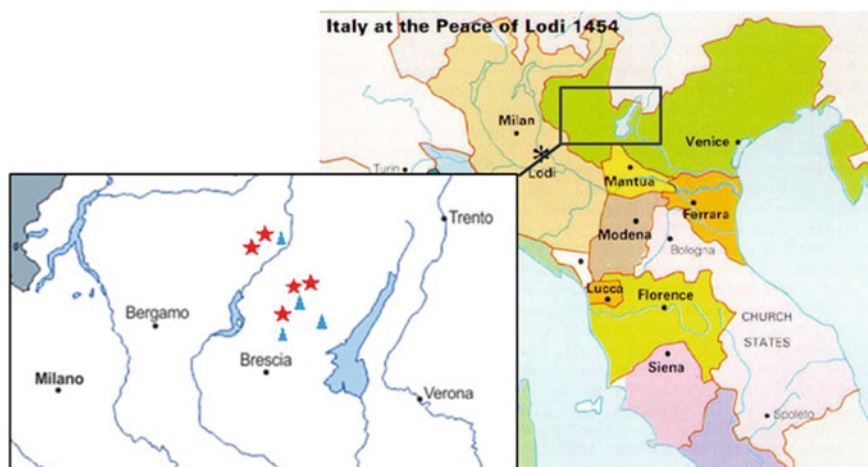 Italy at the Peace of Lodi 1454
Milan
Venice
Turin
Lodi
Mantua
Ferrara
Modena
Bologna
Lucca
Florence
CHURCH
STATES
Siena
Spoleto
Trento
Bergamo
Brescia
Milano
Verona